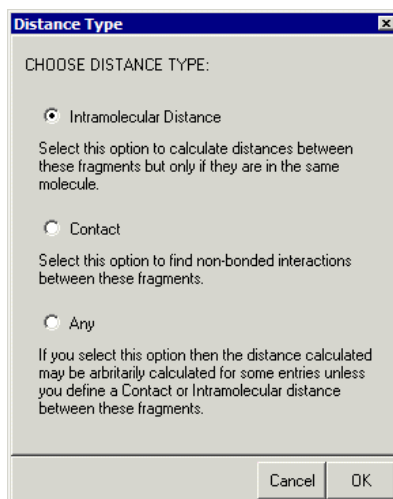 Distance Type
CHOOSE DISTANCE TYPE:
Intramolecular Distance
Select this option to calculate distances between
these fragments but only if they are in the same
molecule.
Contact
Select this option to find non-bonded interactions
between these fragments.
Any
If you select this option then the distance calculated
may be arbritarily calculated for some entries unless
you define a Contact or Intramolecular distance
between these fragments.
Cancel OK